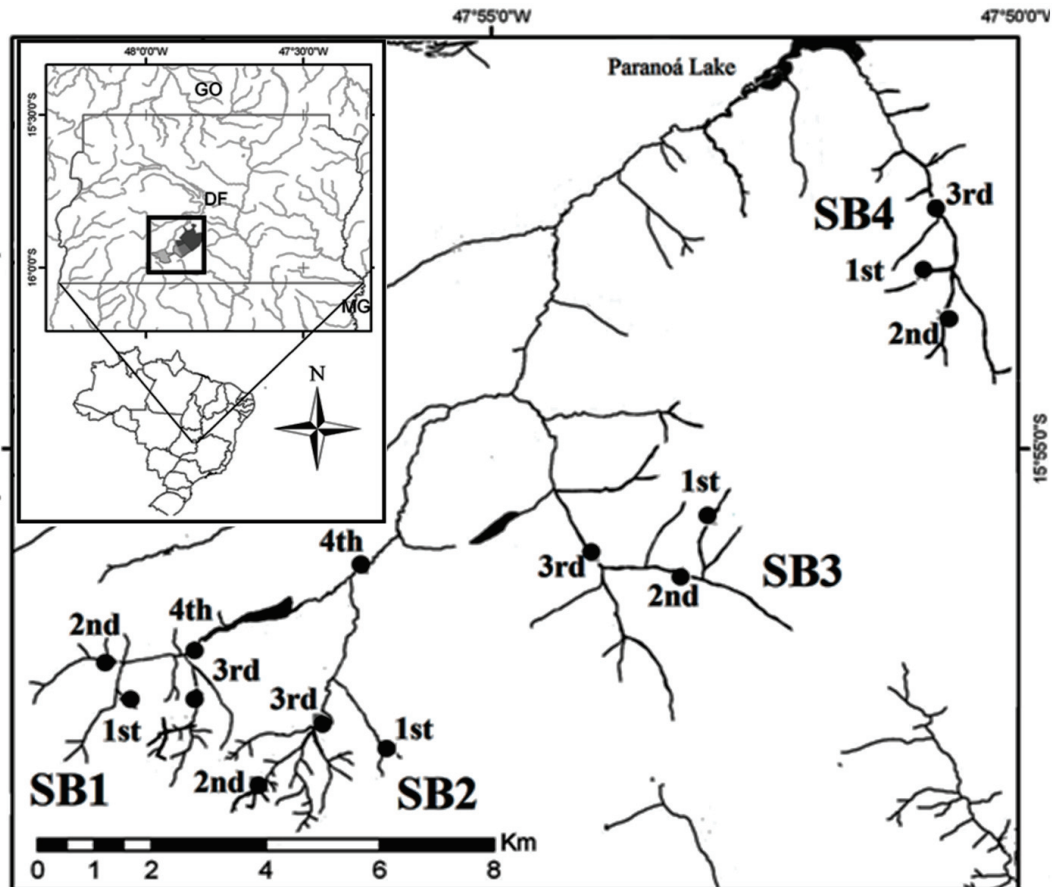 47°55'0"W
47°50'0"W
48°0'0"W
47°30'0"W
GO
15°30'0"S
DF
16°0'0"S
MG
N
Paranoá Lake
SB4
3rd
1st
2nd
15°55'0"S
1st
3rd
2nd
SB3
4th
2nd
4th
3rd
1st
3rd
1st
2nd
SB1
SB2
0 1 2 4 6 8 Km